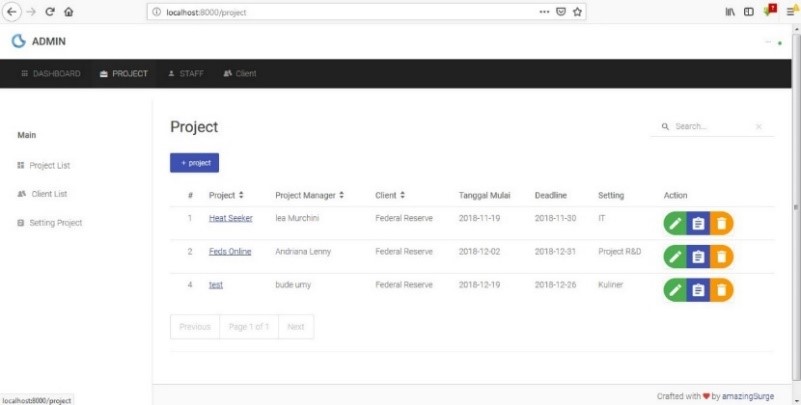 localhost:8000/project
ADMIN
DASHBOARD PROJECT STAFF Client
Main
Project List
Client List
Setting Project
Project
Search...
+ project
# Project Project Manager Client Tanggal Mulai Deadline Setting Action
1 Heat Seeker lea Murchini Federal Reserve 2018-11-19 2018-11-30 IT
2 Feds Online Andriana Lenny Federal Reserve 2018-12-02 2018-12-31 Project R&D
4 test bude umy Federal Reserve 2018-12-19 2018-12-26 Kuliner
Previous Page 1 of 1 Next
Crafted with ❤ by amazingSurge
localhost:8000/project